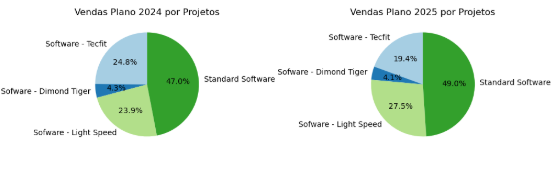 Vendas Plano 2024 por Projetos
Software - Tecfit
24.8%
47.0%
Standard Software
Sofware - Dimond Tiger
4.3%
23.9%
Sofware - Light Speed
Vendas Plano 2025 por Projetos
Software - Tecfit
19.4%
49.0%
Standard Software
Sofware - Dimond Tiger
4.1%
27.5%
Sofware - Light Speed